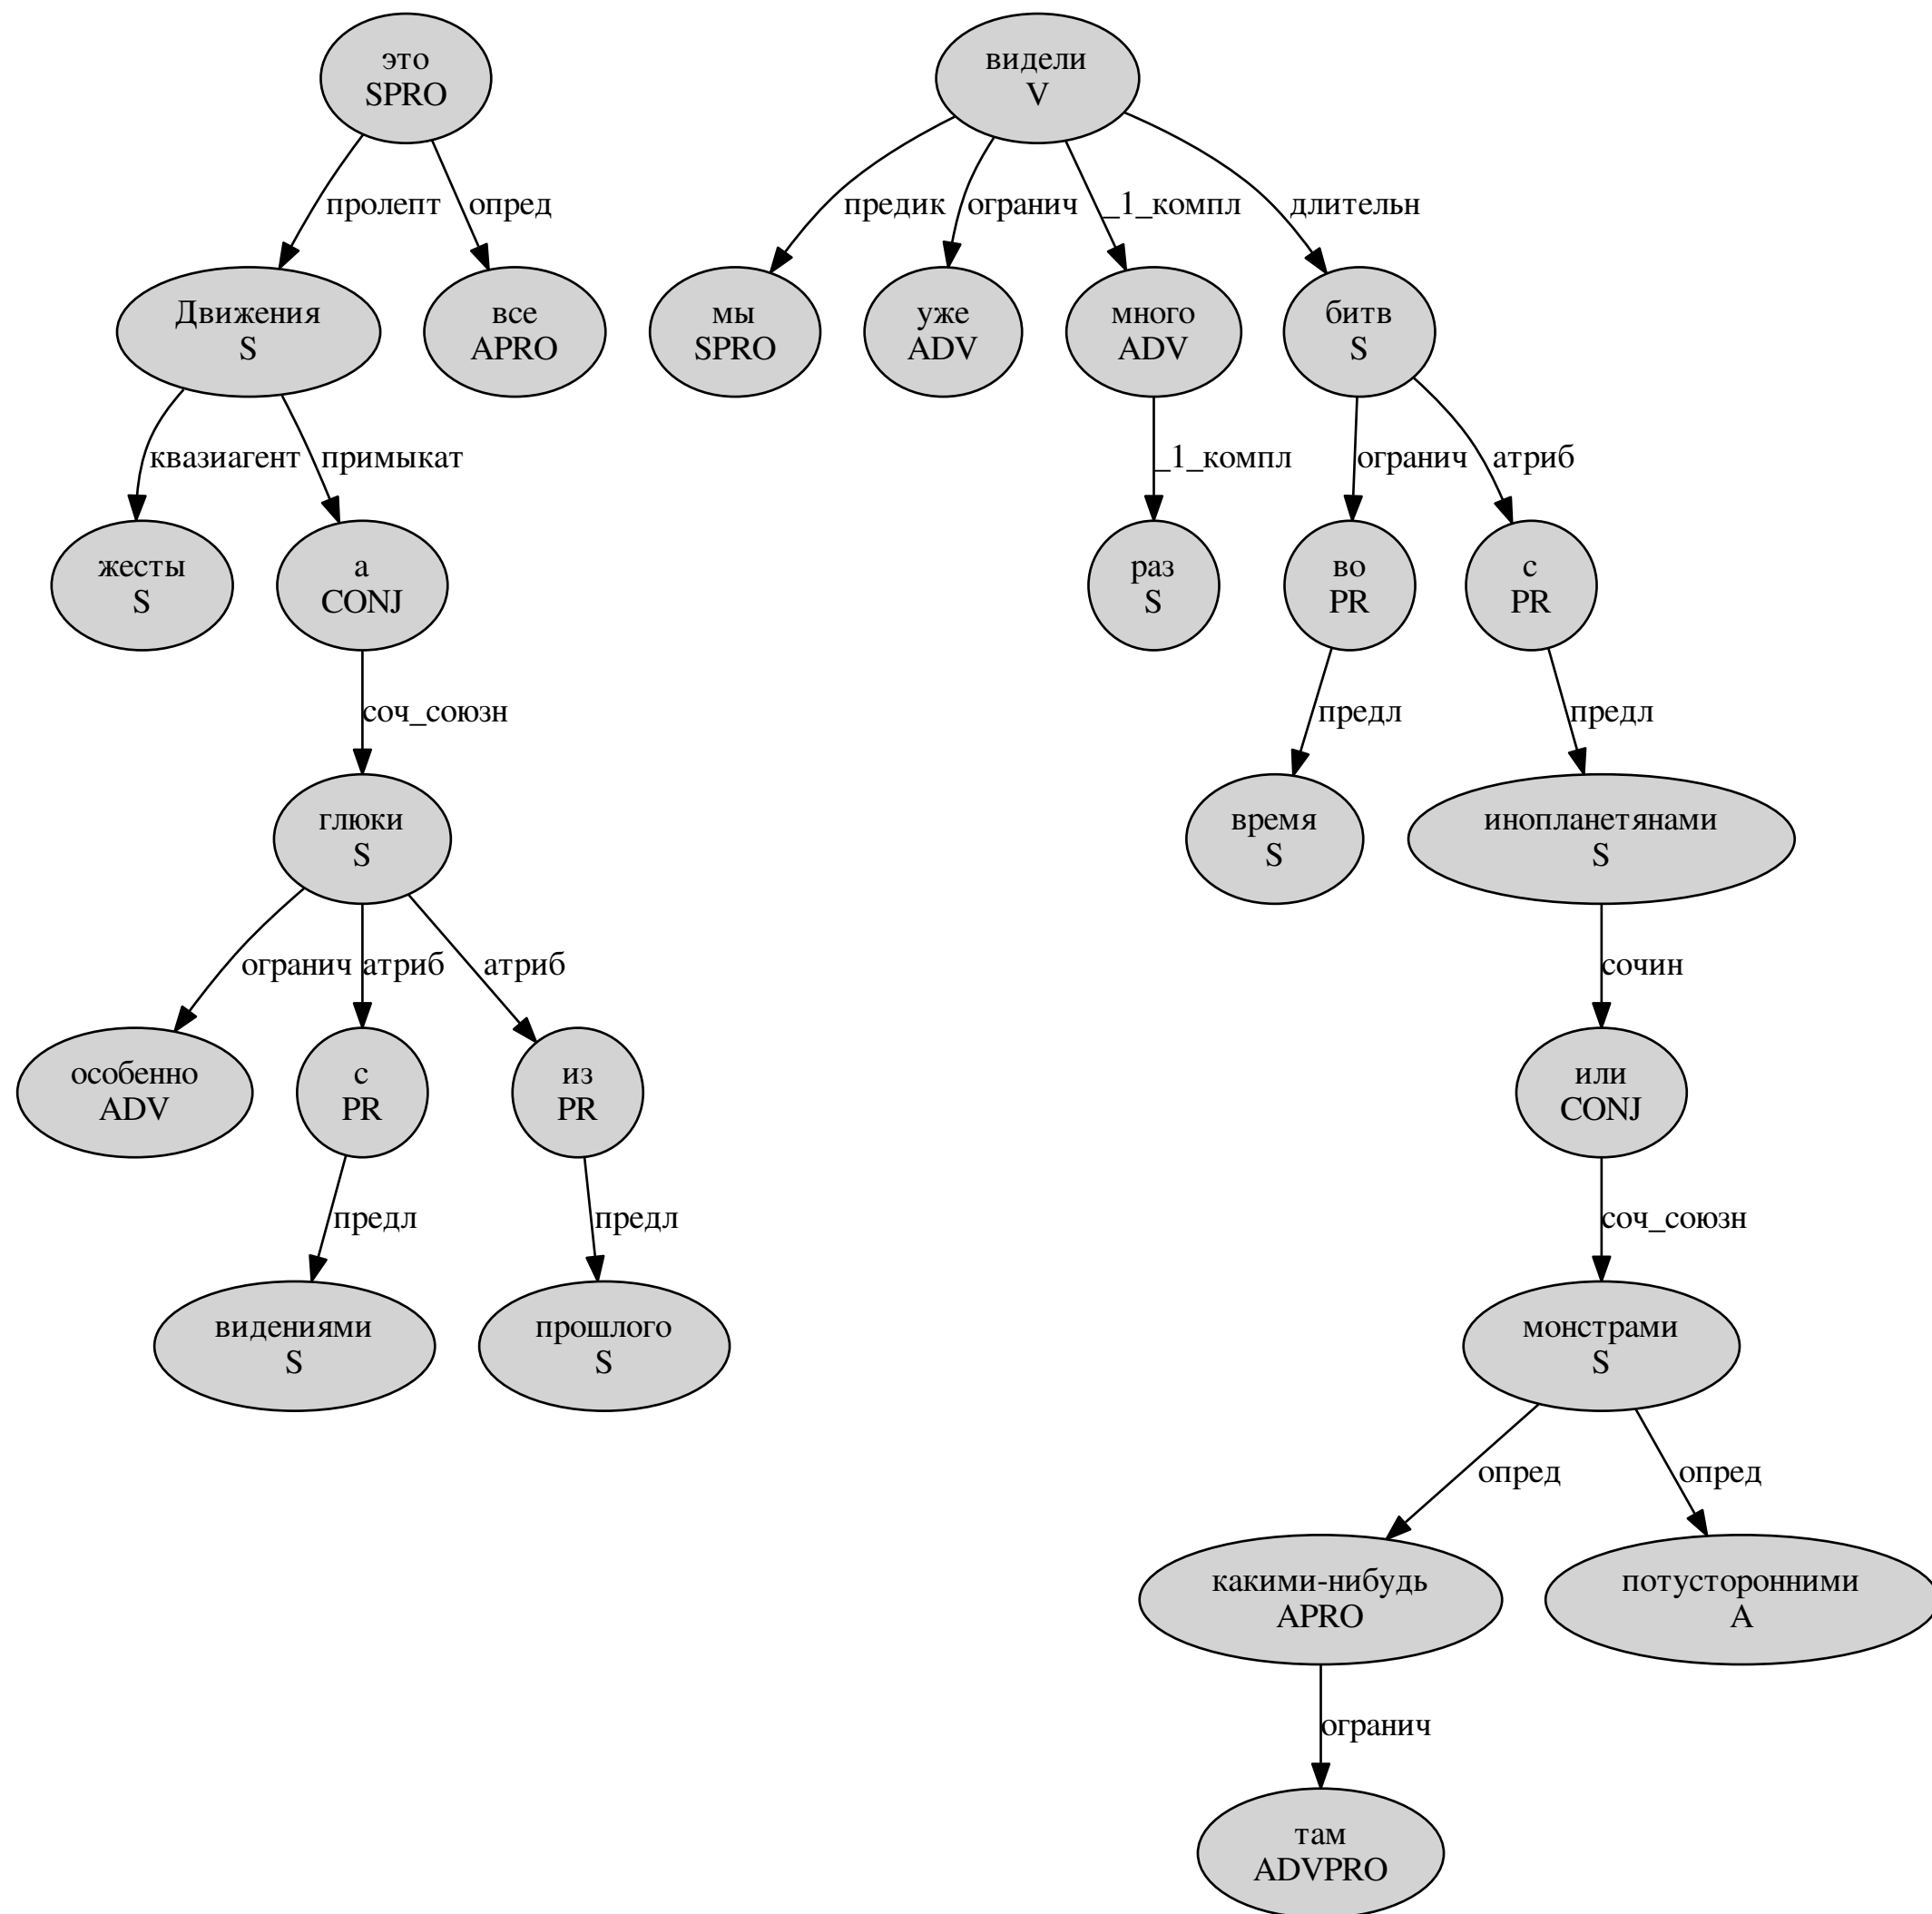 это
SPRO
видели
V
пролепт
опред
предик
огранич
_1_компл
длительн
Движения
S
все
APRO
мы
SPRO
уже
ADV
много
ADV
битв
S
квазиагент
примыкат
_1_компл
огранич
атриб
жесты
S
а
CONJ
раз
S
во
PR
с
PR
соч_союзн
предл
предл
глюки
S
время
S
инопланетянами
S
огранич
атриб
атриб
сочин
особенно
ADV
с
PR
из
PR
или
CONJ
предл
предл
соч_союзн
видениями
S
прошлого
S
монстрами
S
опред
опред
какими-нибудь
APRO
потусторонними
A
огранич
там
ADVPRO